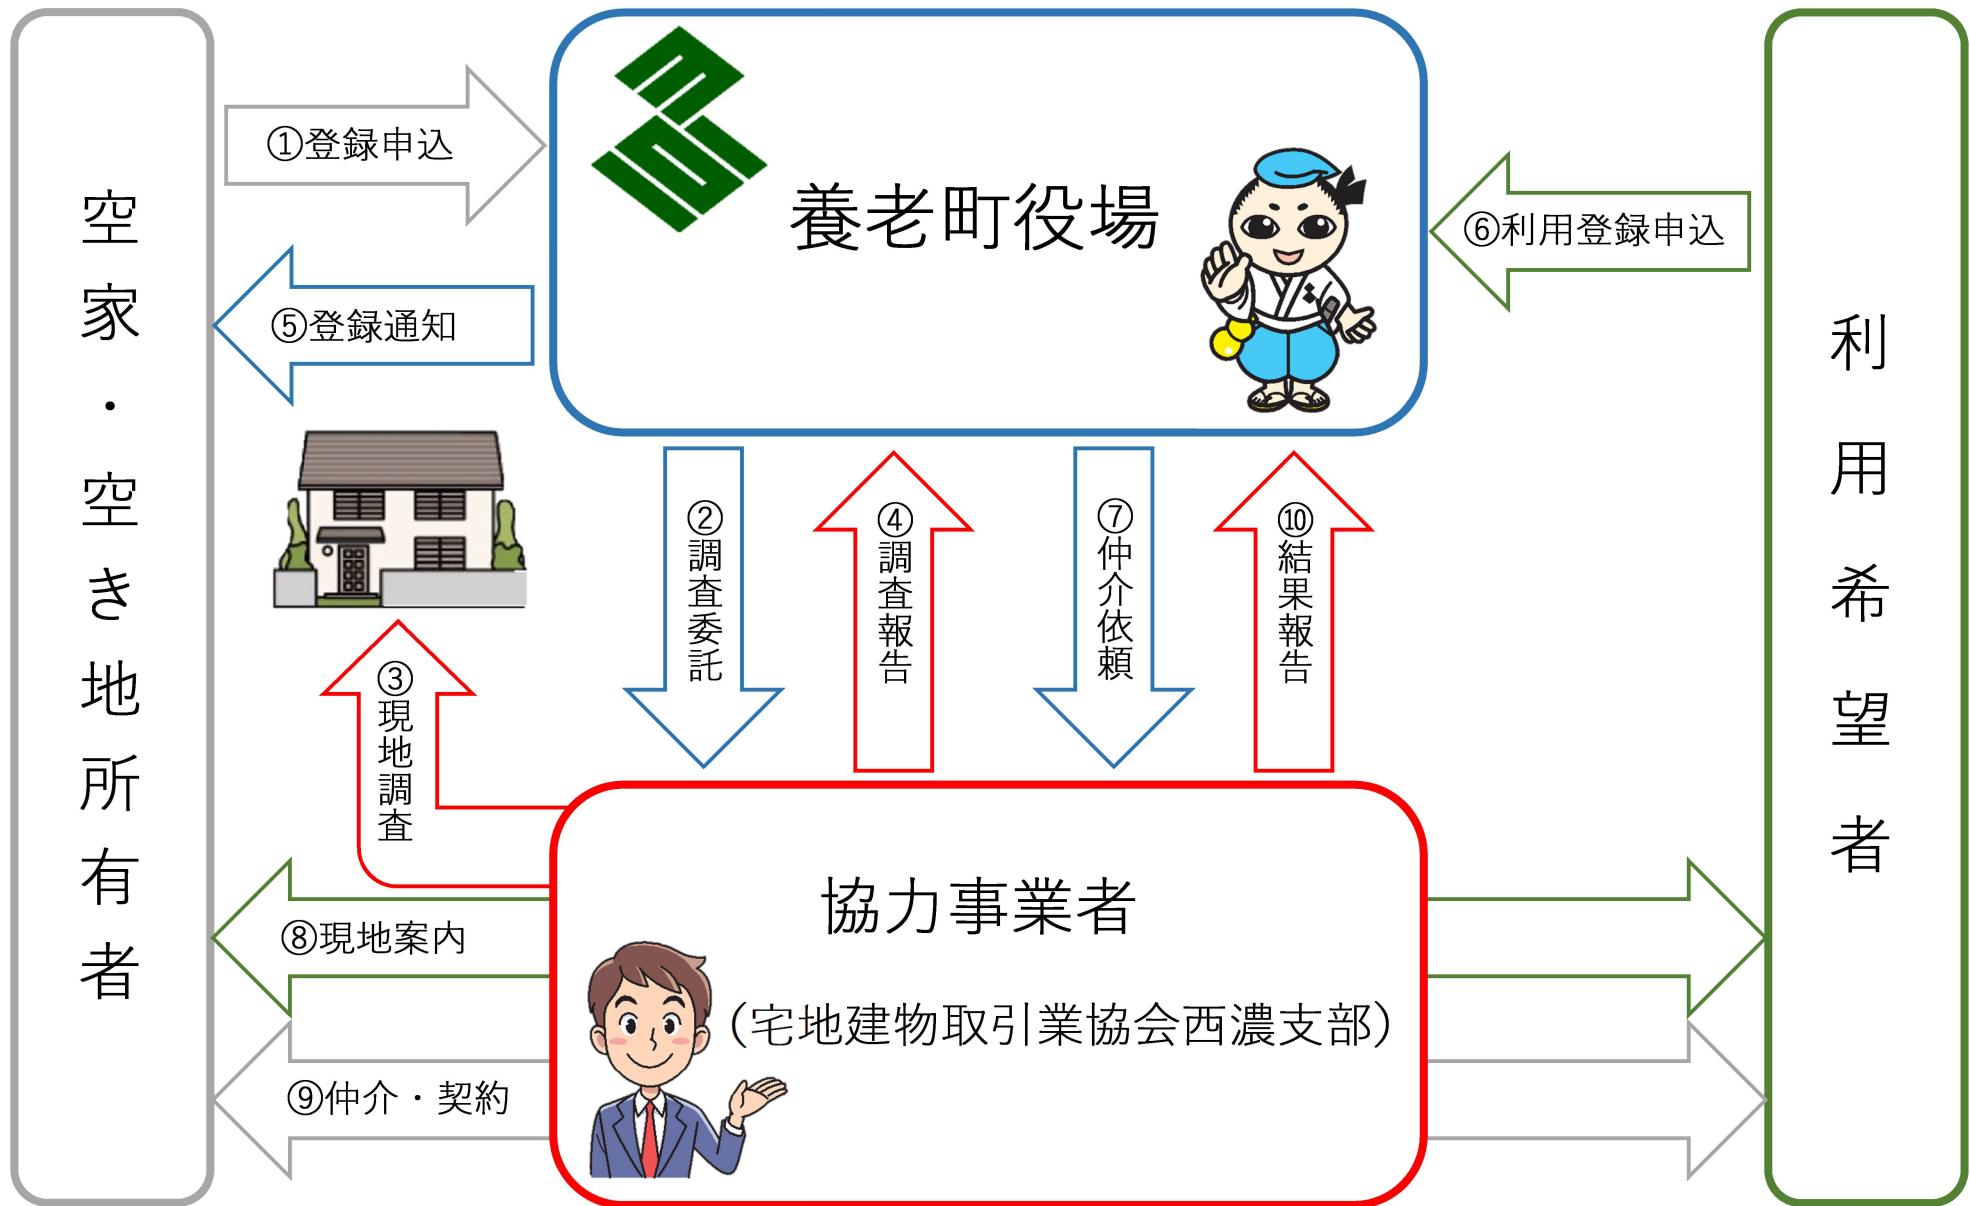 空家・空き地所有者
①登録申込
⑤登録通知
養老町役場
⑥利用登録申込
利用希望者
②調査委託
④調査報告
⑦仲介依頼
⑩結果報告
③現地調査
⑧現地案内
⑨仲介・契約
協力事業者
（宅地建物取引業協会西濃支部）